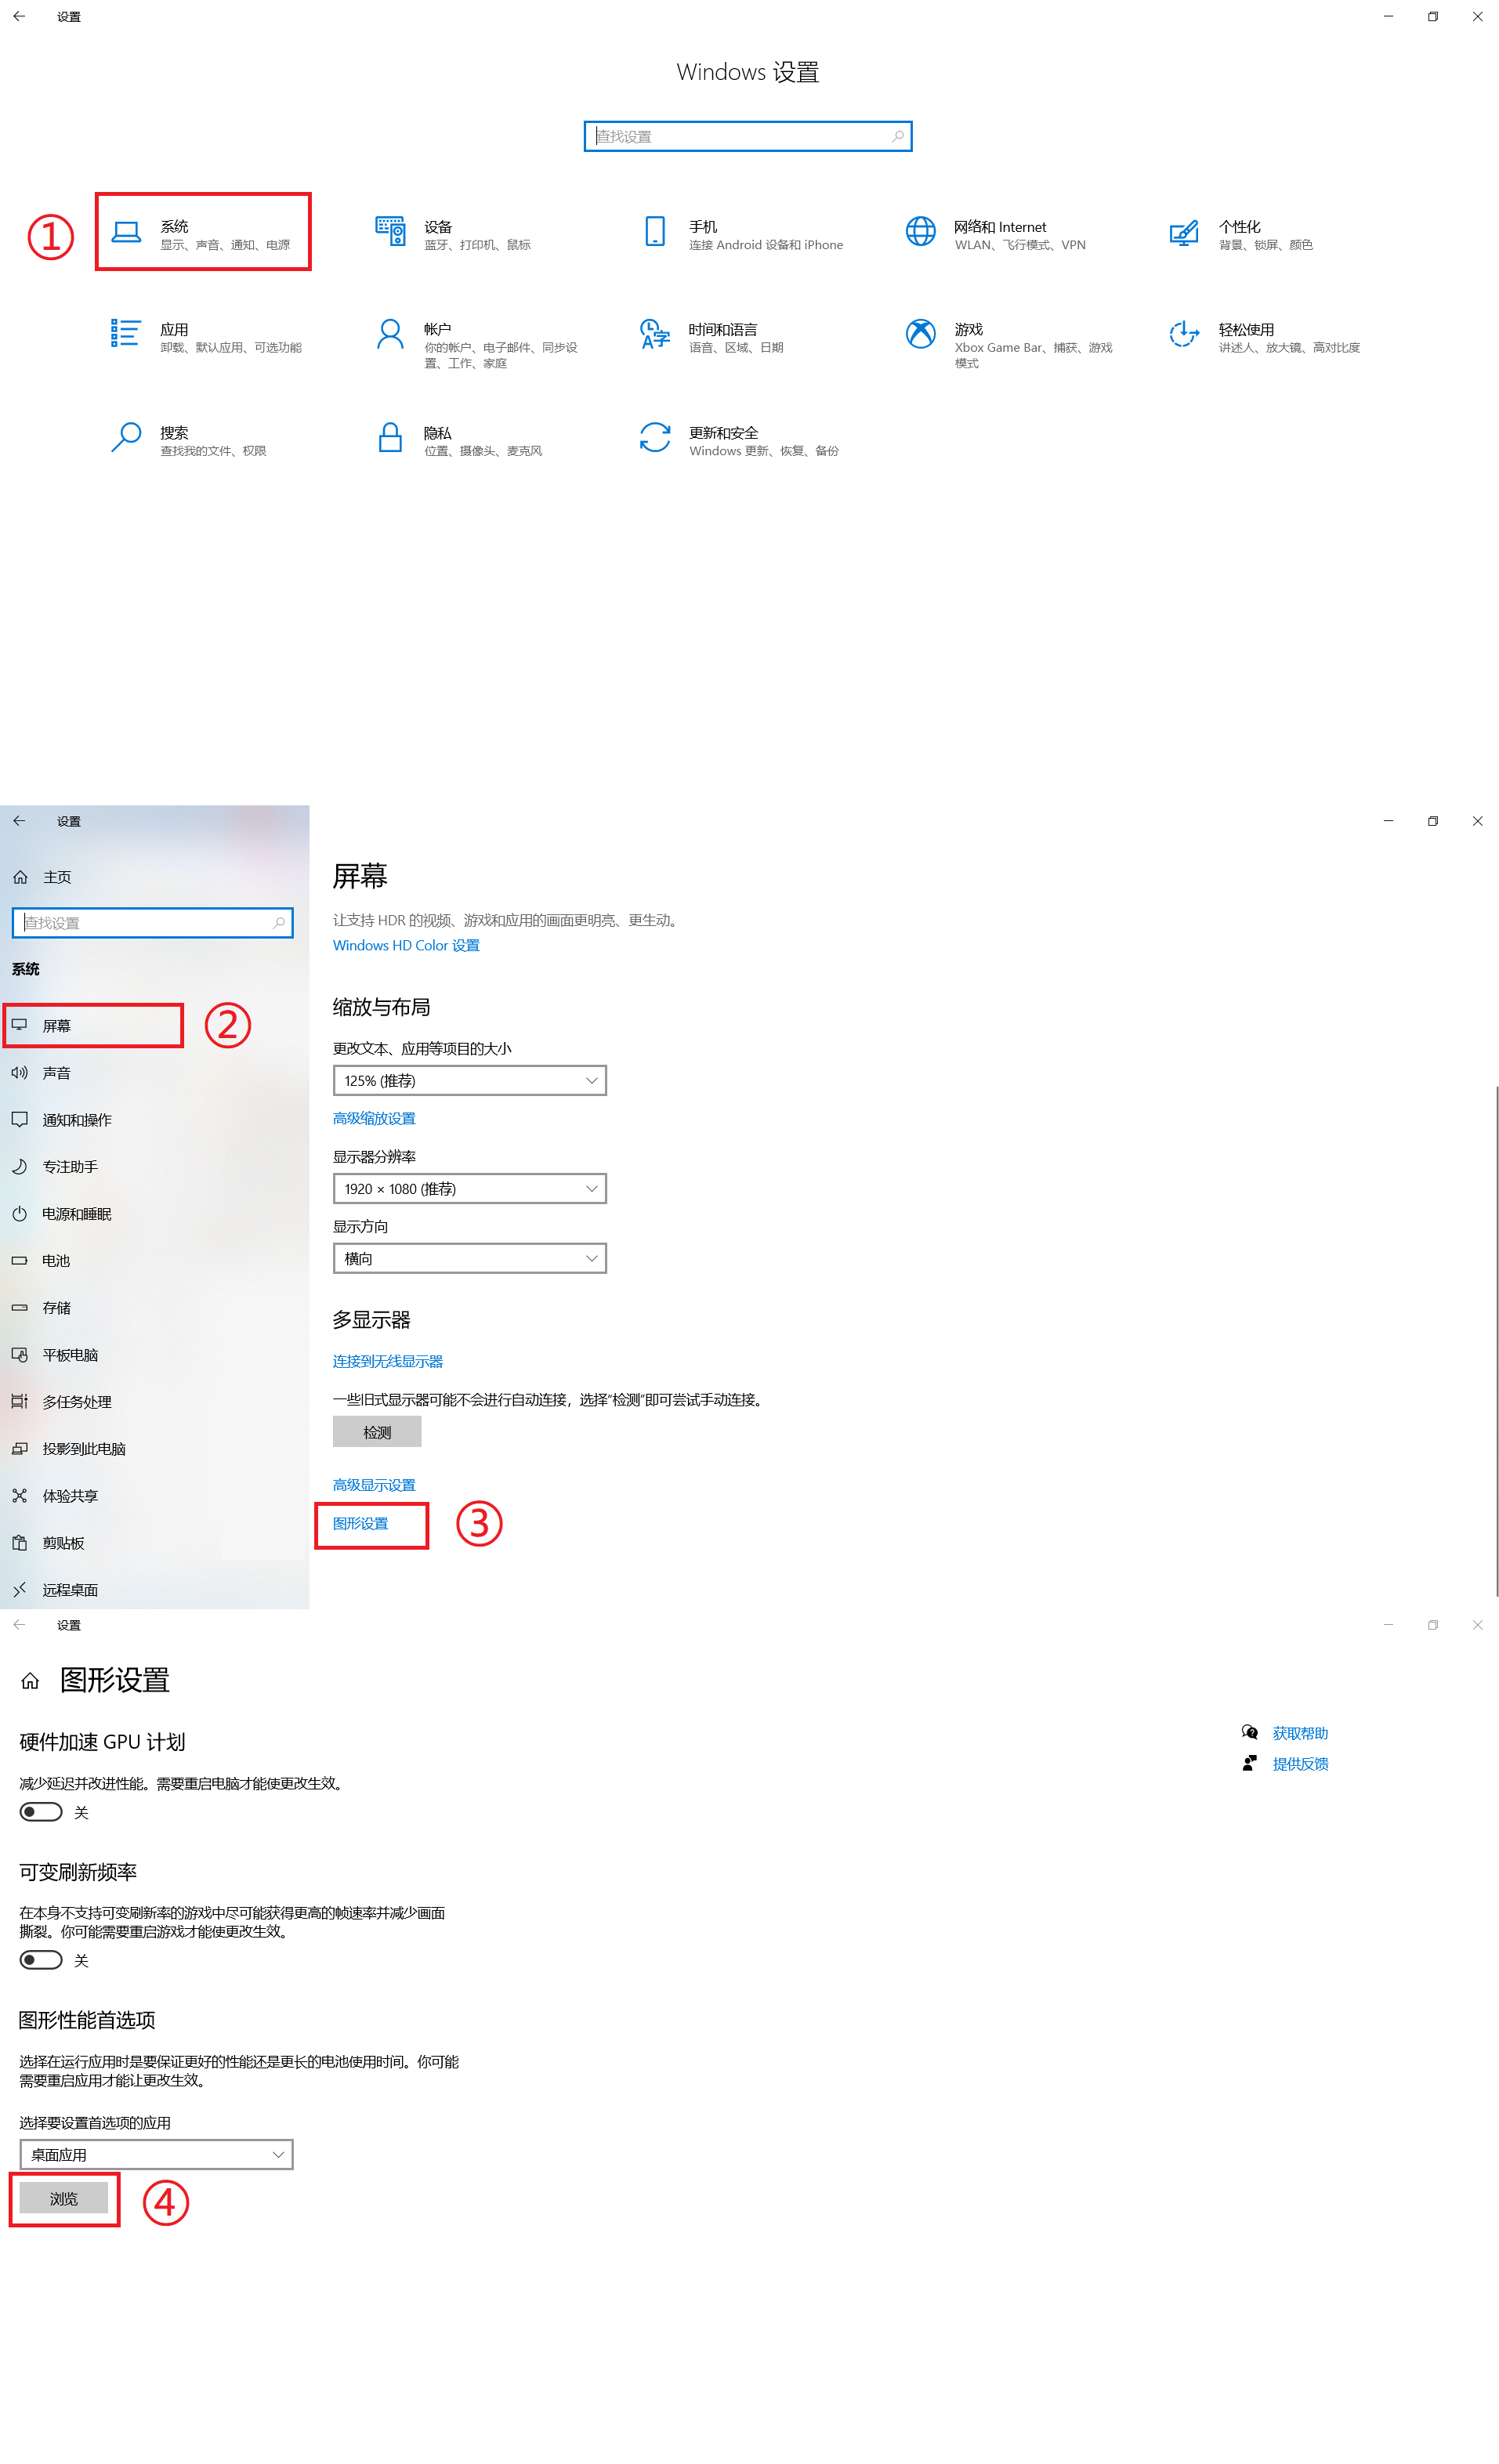 设置
Windows 设置
查找设置
①
系统
显示、声音、通知、电源
设备
蓝牙、打印机、鼠标
手机
连接 Android 设备和 iPhone
网络和 Internet
WLAN、飞行模式、VPN
个性化
背景、锁屏、颜色
应用
卸载、默认应用、可选功能
帐户
你的帐户、电子邮件、同步设
置、工作、家庭
时间和语言
语音、区域、日期
游戏
Xbox Game Bar、捕获、游戏
模式
轻松使用
讲述人、放大镜、高对比度
搜索
查找我的文件、权限
隐私
位置、摄像头、麦克风
更新和安全
Windows 更新、恢复、备份
设置
主页
查找设置
系统
屏幕
②
声音
通知和操作
专注助手
电源和睡眠
电池
存储
平板电脑
多任务处理
投影到此电脑
体验共享
剪贴板
远程桌面
屏幕
让支持 HDR 的视频、游戏和应用的画面更明亮、更生动。
Windows HD Color 设置
缩放与布局
更改文本、应用等项目的大小
125% (推荐)
高级缩放设置
显示器分辨率
1920 × 1080 (推荐)
显示方向
横向
多显示器
连接到无线显示器
一些旧式显示器可能不会进行自动连接，选择"检测"即可尝试手动连接。
检测
高级显示设置
图形设置
③
设置
图形设置
硬件加速 GPU 计划
减少延迟并改进性能。需要重启电脑才能使更改生效。
关
可变刷新频率
在本身不支持可变刷新率的游戏中尽可能获得更高的帧速率并减少画面
撕裂。你可能需要重启游戏才能使更改生效。
关
图形性能首选项
选择在运行应用时是要保证更好的性能还是更长的电池使用时间。你可能
需要重启应用才能让更改生效。
选择要设置首选项的应用
桌面应用
浏览
④
获取帮助
提供反馈